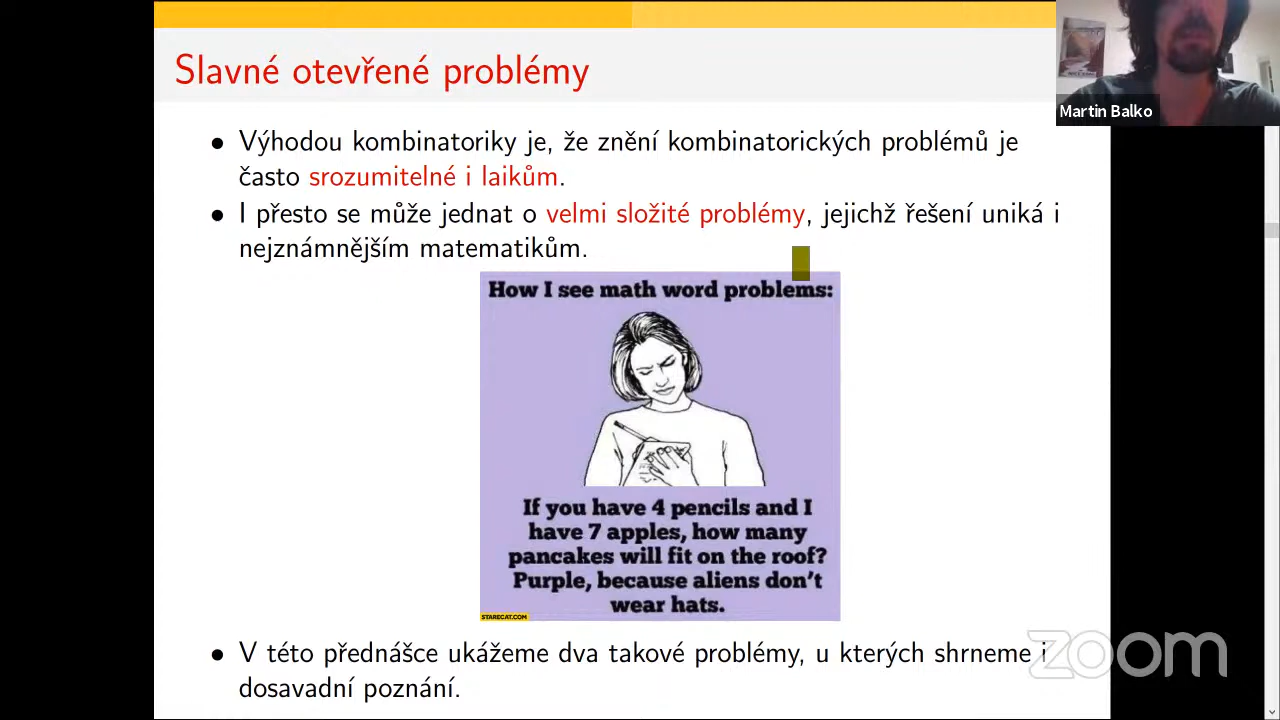 Slavné otevřené problémy
Martin Balko
• Výhodou kombinatoriky je, že znění kombinatorických problémů je
často srozumitelné i laikům.
• I přesto se může jednat o velmi složité problémy, jejichž řešení uniká i
nejznámnějším matematikům.
How I see math word problems:
If you have 4 pencils and I
have 7 apples, how many
pancakes will fit on the roof?
Purple, because aliens don't
wear hats.
STARECAT.COM
• V této přednášce ukážeme dva takové problémy, u kterých shrneme i
dosavadní poznání.
zoom